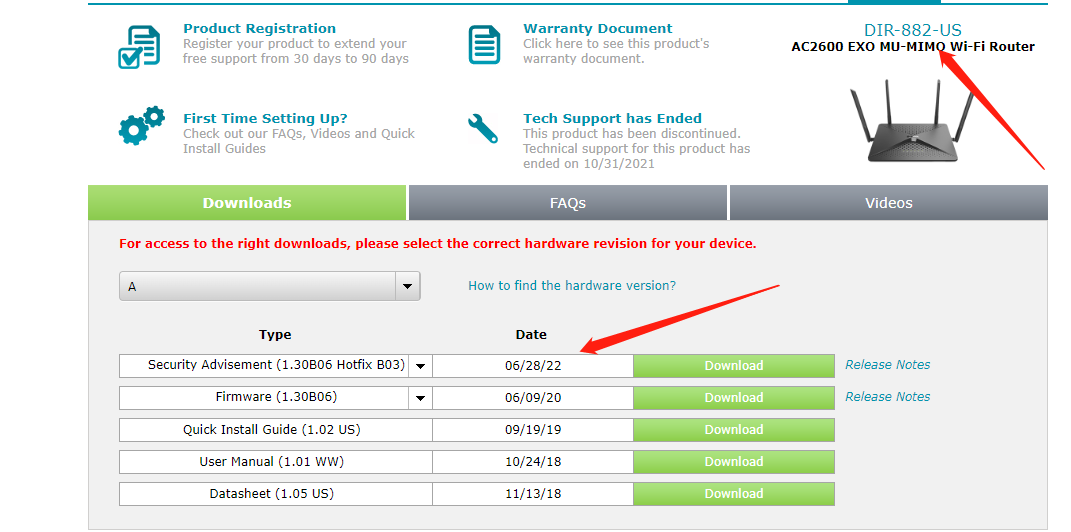 Product Registration
Register your product to extend your
free support from 30 days to 90 days
Warranty Document
Click here to see this product's
warranty document.
DIR-882-US
AC2600 EXO MU-MIMO Wi-Fi Router
First Time Setting Up?
Check out our FAQs, Videos and Quick
Install Guides
Tech Support has Ended
This product has been discontinued.
Technical support for this product has
ended on 10/31/2021
Downloads
FAQs
Videos
For access to the right downloads, please select the correct hardware revision for your device.
A
How to find the hardware version?
Type Date
Security Advisement (1.30B06 Hotfix B03) 06/28/22 Download Release Notes
Firmware (1.30B06) 06/09/20 Download Release Notes
Quick Install Guide (1.02 US) 09/19/19 Download
User Manual (1.01 WW) 10/24/18 Download
Datasheet (1.05 US) 11/13/18 Download